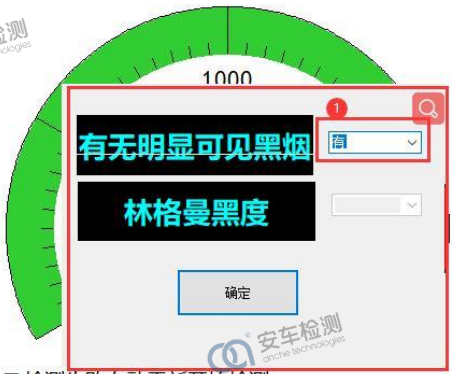 1000
1
有无明显可见黑烟
有
林格曼黑度
确定
安车检测
anche technologies